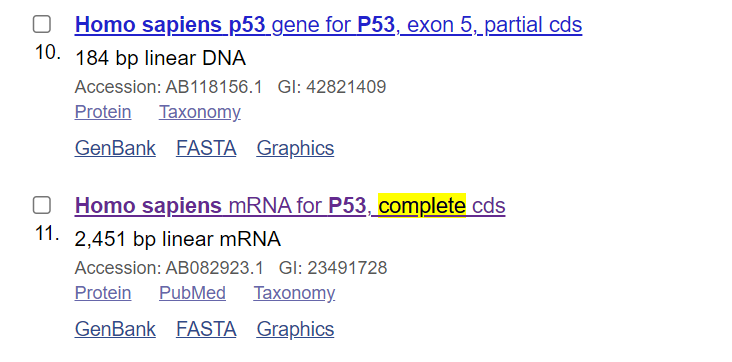 Homo sapiens p53 gene for P53, exon 5, partial cds
10. 184 bp linear DNA
Accession: AB118156.1 GI: 42821409
Protein Taxonomy
GenBank FASTA Graphics
Homo sapiens mRNA for P53, complete cds
11. 2,451 bp linear mRNA
Accession: AB082923.1 GI: 23491728
Protein PubMed Taxonomy
GenBank FASTA Graphics